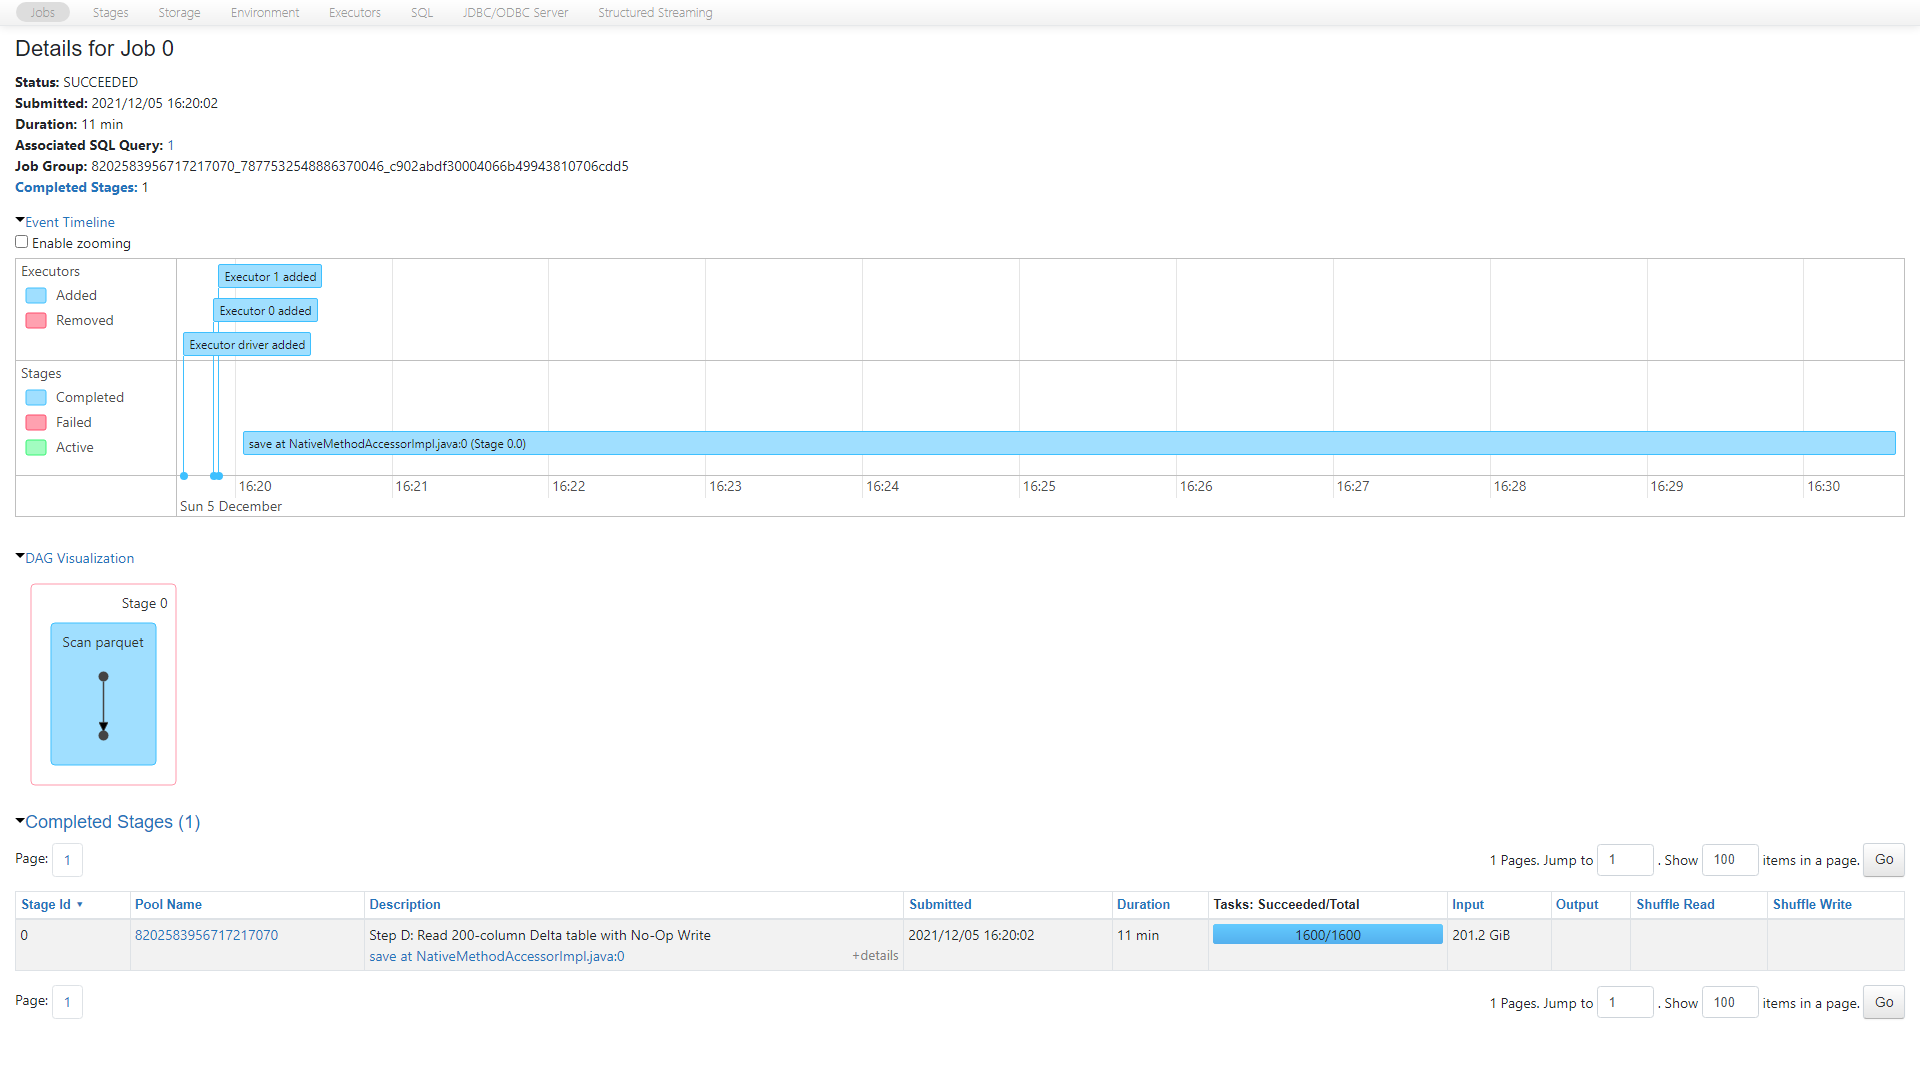 Jobs Stages Storage Environment Executors SQL JDBC/ODBC Server Structured Streaming
Details for Job 0
Status: SUCCEEDED
Submitted: 2021/12/05 16:20:02
Duration: 11 min
Associated SQL Query: 1
Job Group: 8202583956717217070_7877532548886370046_c902abdf30004066b49943810706cdd5
Completed Stages: 1
Event Timeline
Enable zooming
Executors
Added
Removed
Executor 1 added
Executor 0 added
Executor driver added
Stages
Completed
Failed
Active
save at NativeMethodAccessorImpl.java:0 (Stage 0.0)
16:20 16:21 16:22 16:23 16:24 16:25 16:26 16:27 16:28 16:29 16:30
Sun 5 December
DAG Visualization
Stage 0
Scan parquet
Completed Stages (1)
Page: 1 1 Pages. Jump to 1 . Show 100 items in a page. Go
Stage Id Pool Name Description Submitted Duration Tasks: Succeeded/Total Input Output Shuffle Read Shuffle Write
0 8202583956717217070 Step D: Read 200-column Delta table with No-Op Write 2021/12/05 16:20:02 11 min 1600/1600 201.2 GiB
save at NativeMethodAccessorImpl.java:0 +details
Page: 1 1 Pages. Jump to 1 . Show 100 items in a page. Go